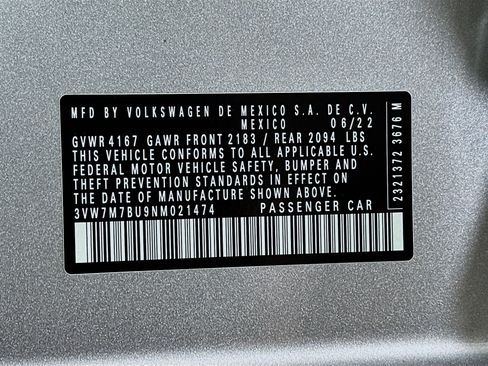 MFD BY VOLKSWAGEN DE MEXICO S.A. DE C.V.
MEXICO 06/22
GVWR 4167 GAWR FRONT 2183 / REAR 2094 LBS
THIS VEHICLE CONFORMS TO ALL APPLICABLE U.S.
FEDERAL MOTOR VEHICLE SAFETY, BUMPER AND
THEFT PREVENTION STANDARDS IN EFFECT ON
THE DATE OF MANUFACTURE SHOWN ABOVE.
3VW7M7BU9NM021474 PASSENGER CAR
2321372 3676 M